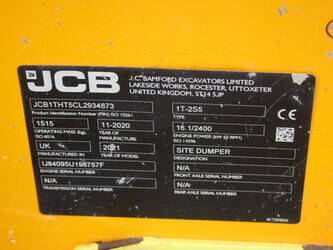 JCB
J.C. BAMFORD EXCAVATORS LIMITED
LAKESIDE WORKS, ROCESTER, UTTOXETER
UNITED KINGDOM, ST14 5JP
JCB1THT5CL2934873
Product Identification Number (PIN) ISO 10261
1T-2S5
TYPE
1515
OPERATING MASS (kg)
ISO 6016
11-2020
YEAR OF
MANUFACTURE
16.1/2400
ENGINE POWER (kW @ RPM)
ISO 14396
UK
MANUFACTURED
2021
YEAR OF MODEL
SITE DUMPER
DESIGNATION
IJ84095U198757F
ENGINE SERIAL NUMBER
N/A
FRONT AXLE SERIAL NUMBER
N/A
TRANSMISSION SERIAL NUMBER
N/A
REAR AXLE SERIAL NUMBER